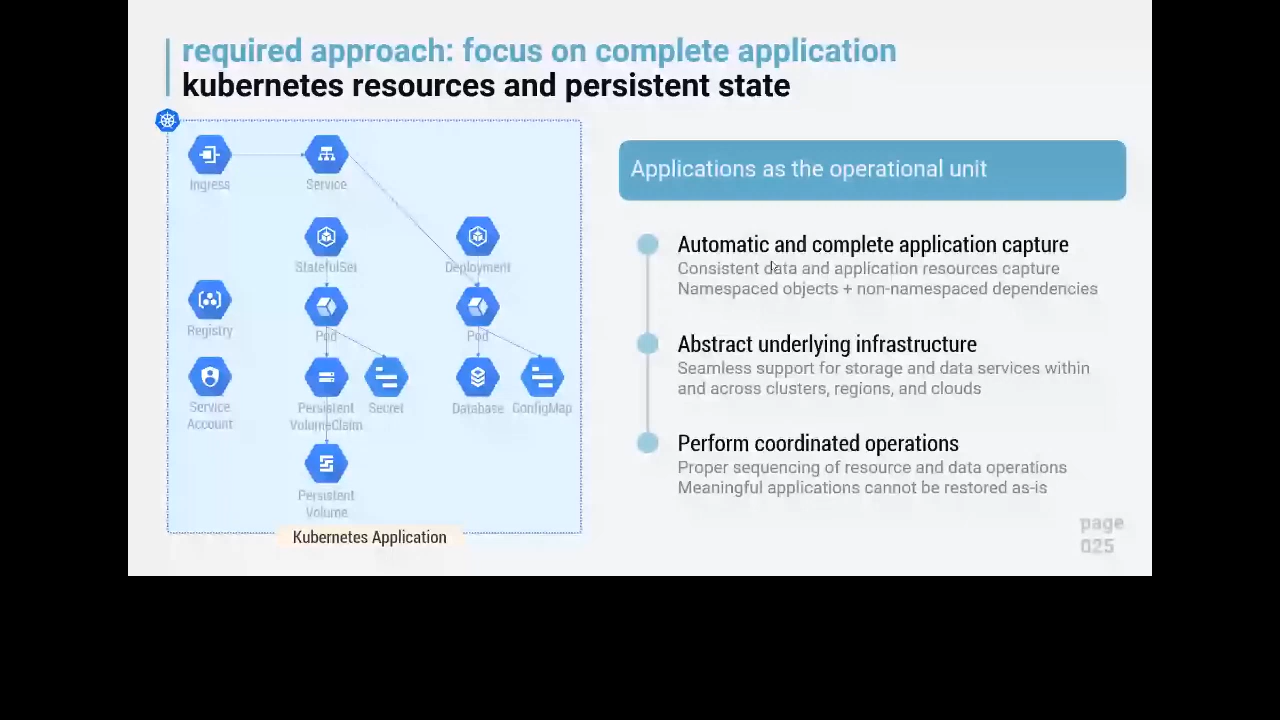 required approach: focus on complete application
kubernetes resources and persistent state
Ingress
Service
StatefulSet
Deployment
Registry
Pod
Pod
Service
Account
Persistent
VolumeClaim
Secret
Database
ConfigMap
Persistent
Volume
Kubernetes Application
Applications as the operational unit
Automatic and complete application capture
Consistent data and application resources capture
Namespaced objects + non-namespaced dependencies
Abstract underlying infrastructure
Seamless support for storage and data services within
and across clusters, regions, and clouds
Perform coordinated operations
Proper sequencing of resource and data operations
Meaningful applications cannot be restored as-is
page
025